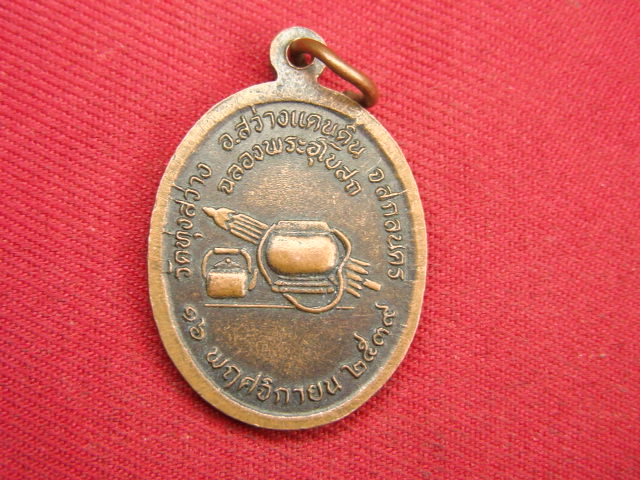 วัดทุ่งสว่าง อ.สว่างแดนดิน จ.สกลนคร
ฉลองพระอุโบสถ
๑๖ พฤศจิกายน ๒๕๓๙